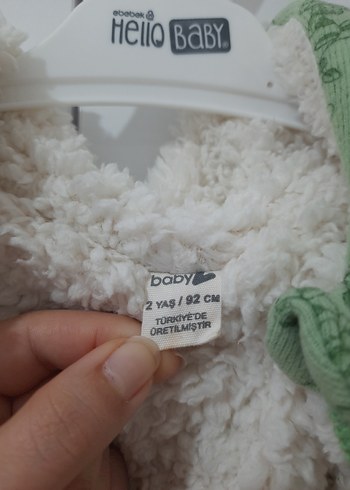 ebebek
HellO BABY
baby
2 YAŞ / 92 CM
TÜRKİYE'DE
ÜRETİLMİŞTİR